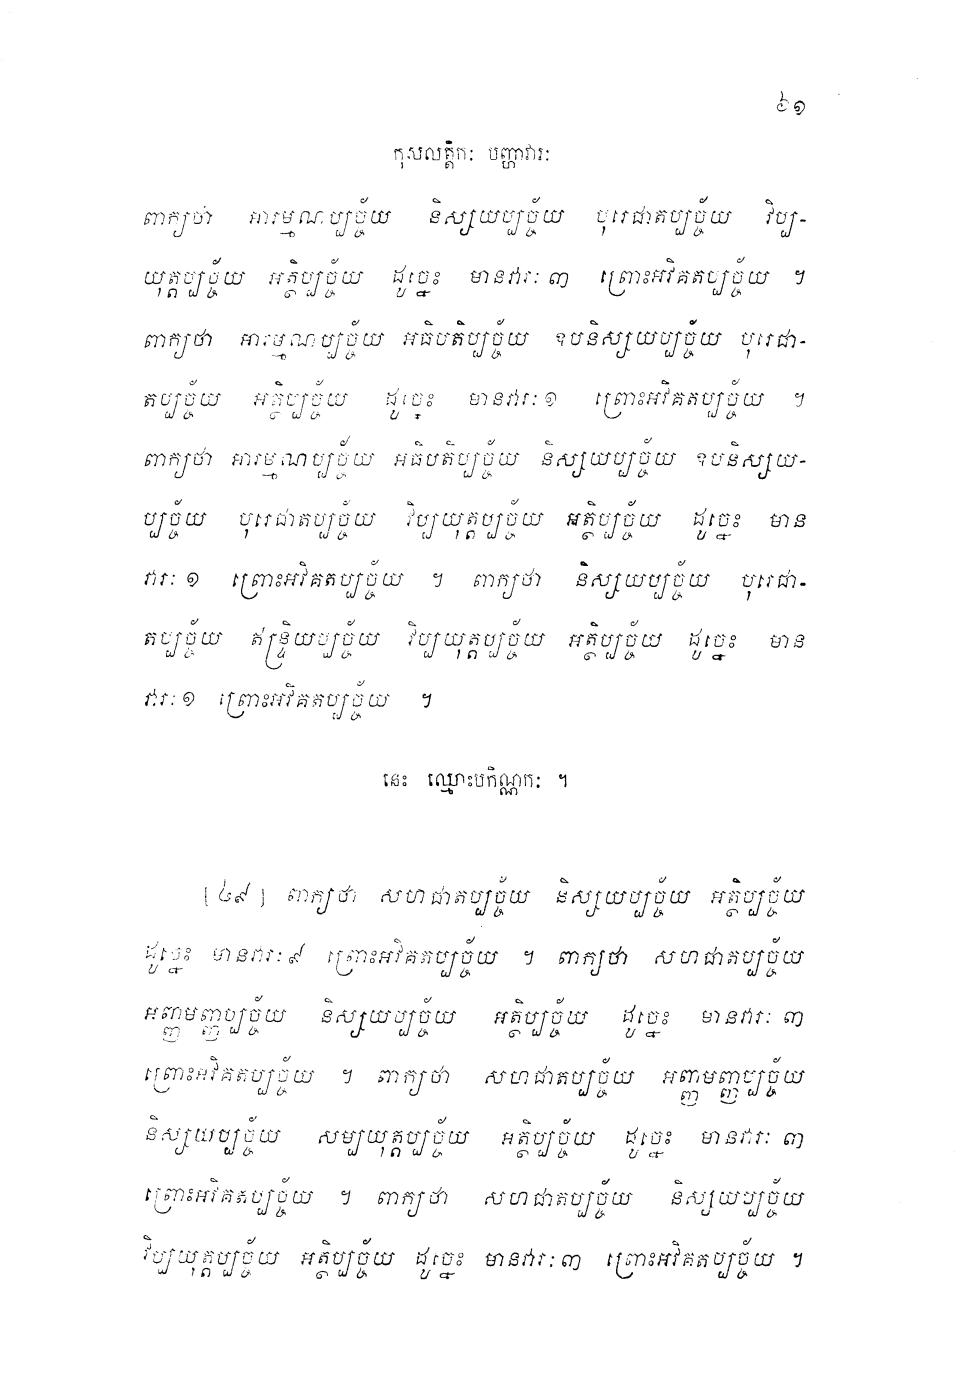 ៦១
កុសលត្តិកៈ បញ្ហាវារៈ
ពាក្យថា អារម្មណប្បច្ច័យ និស្សយប្បច្ច័យ បុរេជាតប្បច្ច័យ វិប្ប-
យុត្តប្បច្ច័យ អត្ថិប្បច្ច័យ ដូច្នេះ មានវារៈ ៣ ព្រោះអវិគតប្បច្ច័យ ។
ពាក្យថា អារម្មណប្បច្ច័យ អធិបតិប្បច្ច័យ ឧបនិស្សយប្បច្ច័យ បុរេជា-
តប្បច្ច័យ អត្ថិប្បច្ច័យ ដូច្នេះ មានវារៈ ១ ព្រោះអវិគតប្បច្ច័យ ។
ពាក្យថា អារម្មណប្បច្ច័យ អធិបតិប្បច្ច័យ និស្សយប្បច្ច័យ ឧបនិស្សយ-
ប្បច្ច័យ បុរេជាតប្បច្ច័យ វិប្បយុត្តប្បច្ច័យ អត្ថិប្បច្ច័យ ដូច្នេះ មាន
វារៈ ១ ព្រោះអវិគតប្បច្ច័យ ។ ពាក្យថា និស្សយប្បច្ច័យ បុរេជា-
តប្បច្ច័យ ឥន្ទ្រិយប្បច្ច័យ វិប្បយុត្តប្បច្ច័យ អត្ថិប្បច្ច័យ ដូច្នេះ មាន
វារៈ ១ ព្រោះអវិគតប្បច្ច័យ ។
នេះ ឈ្មោះបកិណ្ណកៈ ។
[៤៩] ពាក្យថា សហជាតប្បច្ច័យ និស្សយប្បច្ច័យ អត្ថិប្បច្ច័យ
ដូច្នេះ មានវារៈ ៩ ព្រោះអវិគតប្បច្ច័យ ។ ពាក្យថា សហជាតប្បច្ច័យ
អញ្ញមញ្ញប្បច្ច័យ និស្សយប្បច្ច័យ អត្ថិប្បច្ច័យ ដូច្នេះ មានវារៈ ៣
ព្រោះអវិគតប្បច្ច័យ ។ ពាក្យថា សហជាតប្បច្ច័យ អញ្ញមញ្ញប្បច្ច័យ
និស្សយប្បច្ច័យ សម្បយុត្តប្បច្ច័យ អត្ថិប្បច្ច័យ ដូច្នេះ មានវារៈ ៣
ព្រោះអវិគតប្បច្ច័យ ។ ពាក្យថា សហជាតប្បច្ច័យ និស្សយប្បច្ច័យ
វិប្បយុត្តប្បច្ច័យ អត្ថិប្បច្ច័យ ដូច្នេះ មានវារៈ ៣ ព្រោះអវិគតប្បច្ច័យ ។